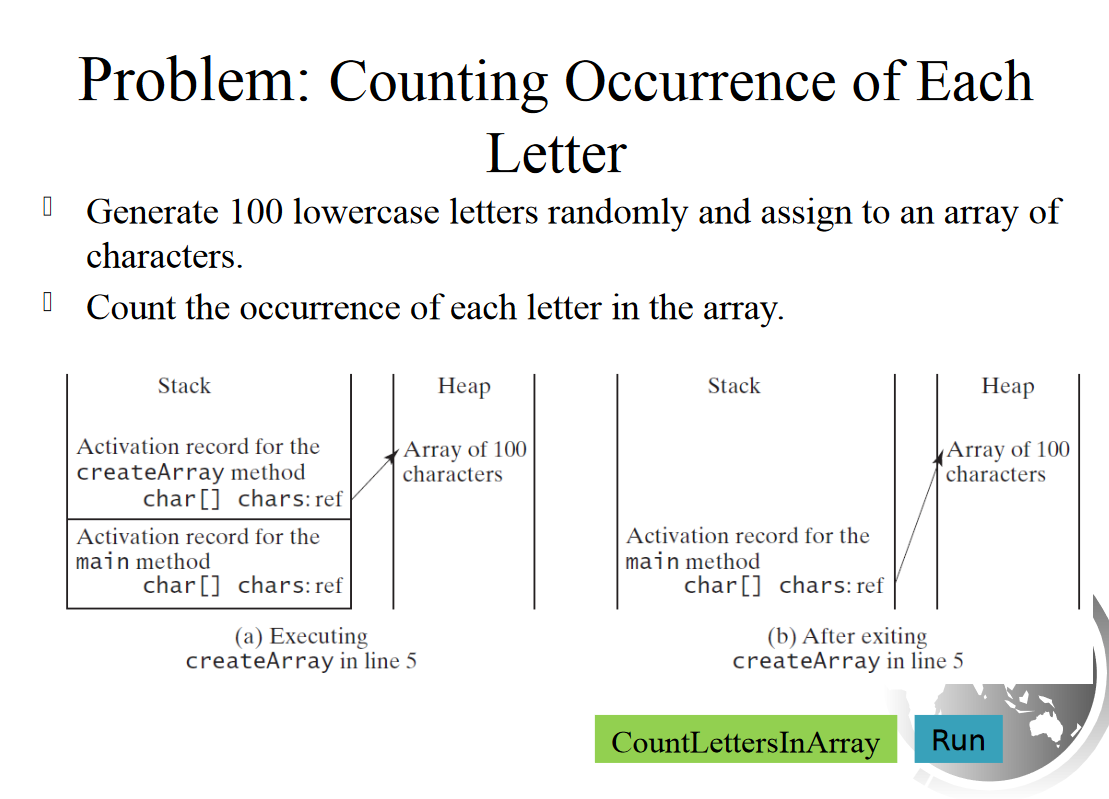 Problem: Counting Occurrence of Each
Letter
Generate 100 lowercase letters randomly and assign to an array of
characters.
Count the occurrence of each letter in the array.
Stack
Heap
Activation record for the
createArray method
char[] chars: ref
Array of 100
characters
Activation record for the
main method
char[] chars: ref
(a) Executing
createArray in line 5
Stack
Heap
Array of 100
characters
Activation record for the
main method
char[] chars: ref
(b) After exiting
createArray in line 5
CountLettersInArray
Run